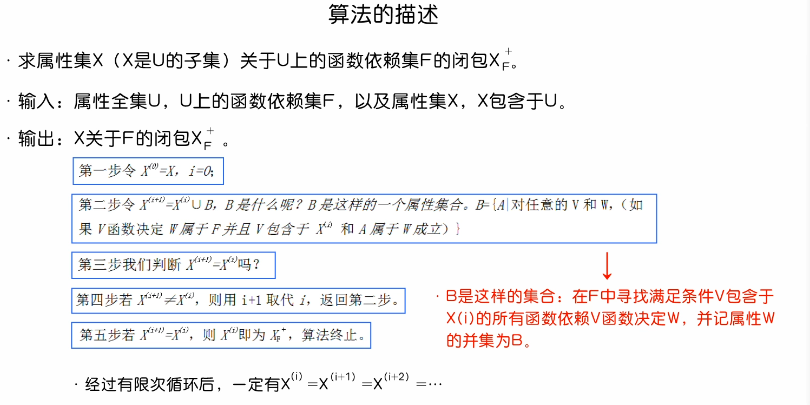 算法的描述
· 求属性集X（X是U的子集）关于U上的函数依赖集F的闭包X_F^+。
· 输入：属性全集U，U上的函数依赖集F，以及属性集X，X包含于U。
· 输出：X关于F的闭包X_F^+ 。
第一步令 X^(0)=X，i=0；
第二步令 X^(i+1)=X^(i)∪B，B是什么呢？B是这样的一个属性集合。B={A|对任意的 V 和 W，（如
果 V 函数决定 W 属于 F 并且 V 包含于 X^(i) 和 A 属于 W 成立）}
第三步我们判断 X^(i+1)=X^(i)吗？
第四步若 X^(i+1)≠X^(i)，则用 i+1 取代 i，返回第二步。
第五步若 X^(i+1)=X^(i)，则 X^(i)即为 X_F^+，算法终止。
· B是这样的集合：在F中寻找满足条件V包含于
X(i)的所有函数依赖V函数决定W，并记属性W
的并集为B。
· 经过有限次循环后，一定有X^(i)=X^(i+1)=X^(i+2)=…